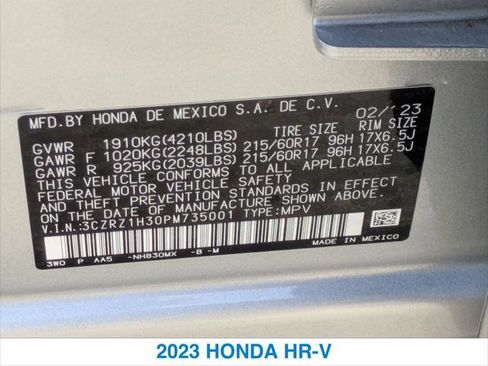 MFD.BY HONDA DE MEXICO S.A. DE C.V. 02/23
TIRE SIZE RIM SIZE
GVWR 1910KG(4210LBS)
GAWR F 1020KG(2248LBS) 215/60R17 96H 17X6.5J
GAWR R 925KG(2039LBS) 215/60R17 96H 17X6.5J
THIS VEHICLE CONFORMS TO ALL APPLICABLE
FEDERAL MOTOR VEHICLE SAFETY AND THEFT
PREVENTION STANDARDS IN EFFECT ON THE DATE
OF MANUFACTURE SHOWN ABOVE.
V.I.N.:3CZRZ1H30PM735001 TYPE:MPV
3W0 P AA5 -NH830MX -B -M
MADE IN MEXICO
2023 HONDA HR-V